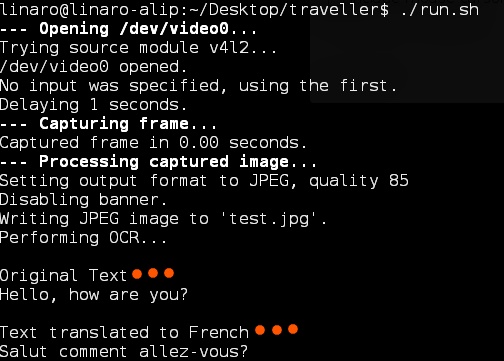 linaro@linaro-alip:~/Desktop/traveller$ ./run.sh
--- Opening /dev/video0...
Trying source module v4l2...
/dev/video0 opened.
No input was specified, using the first.
Delaying 1 seconds.
--- Capturing frame...
Captured frame in 0.00 seconds.
--- Processing captured image...
Setting output format to JPEG, quality 85
Disabling banner.
Writing JPEG image to 'test.jpg'.
Performing OCR...
Original Text
Hello, how are you?
Text translated to French
Salut comment allez-vous?